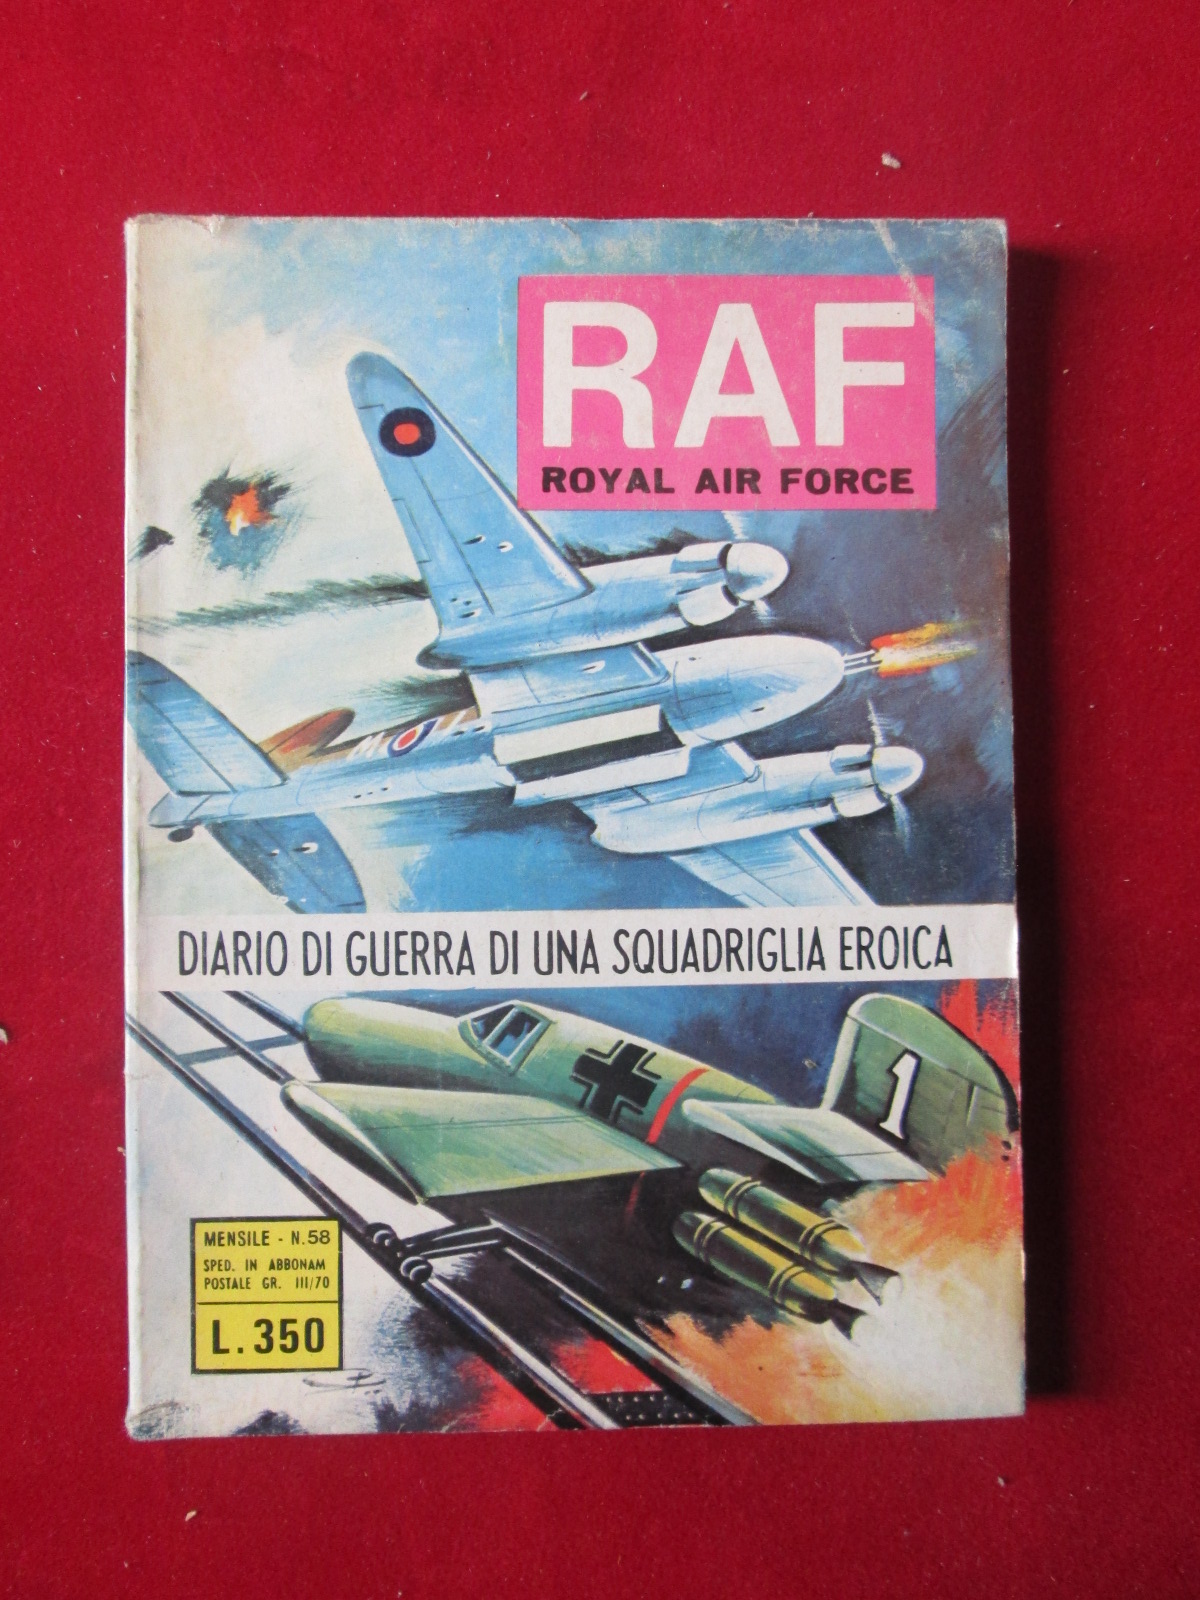 RAF
ROYAL AIR FORCE
M
DIARIO DI GUERRA DI UNA SQUADRIGLIA EROICA
1
MENSILE - N.58
SPED. IN ABBONAM
POSTALE GR. III/70
L.350